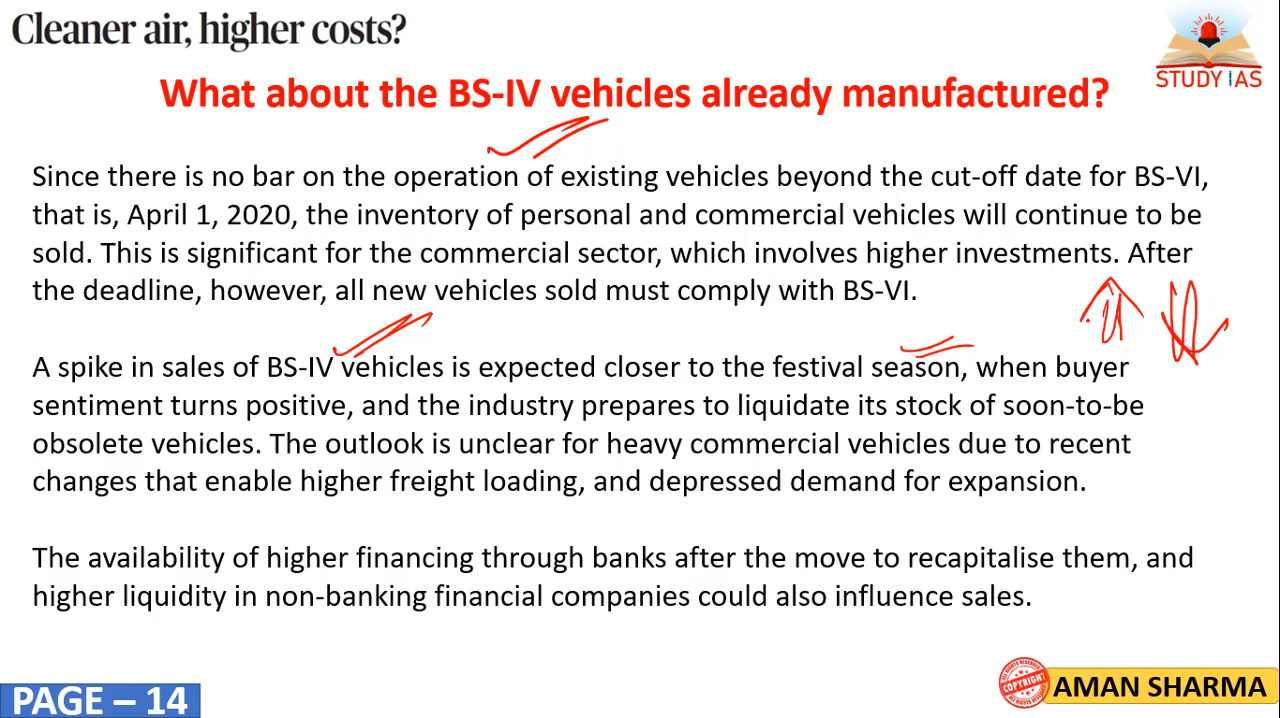 Cleaner air, higher costs?
STUDY IAS
What about the BS-IV vehicles already manufactured?
Since there is no bar on the operation of existing vehicles beyond the cut-off date for BS-VI,
that is, April 1, 2020, the inventory of personal and commercial vehicles will continue to be
sold. This is significant for the commercial sector, which involves higher investments. After
the deadline, however, all new vehicles sold must comply with BS-VI.
A spike in sales of BS-IV vehicles is expected closer to the festival season, when buyer
sentiment turns positive, and the industry prepares to liquidate its stock of soon-to-be
obsolete vehicles. The outlook is unclear for heavy commercial vehicles due to recent
changes that enable higher freight loading, and depressed demand for expansion.
The availability of higher financing through banks after the move to recapitalise them, and
higher liquidity in non-banking financial companies could also influence sales.
PAGE – 14
COPYRIGHT
AMAN SHARMA